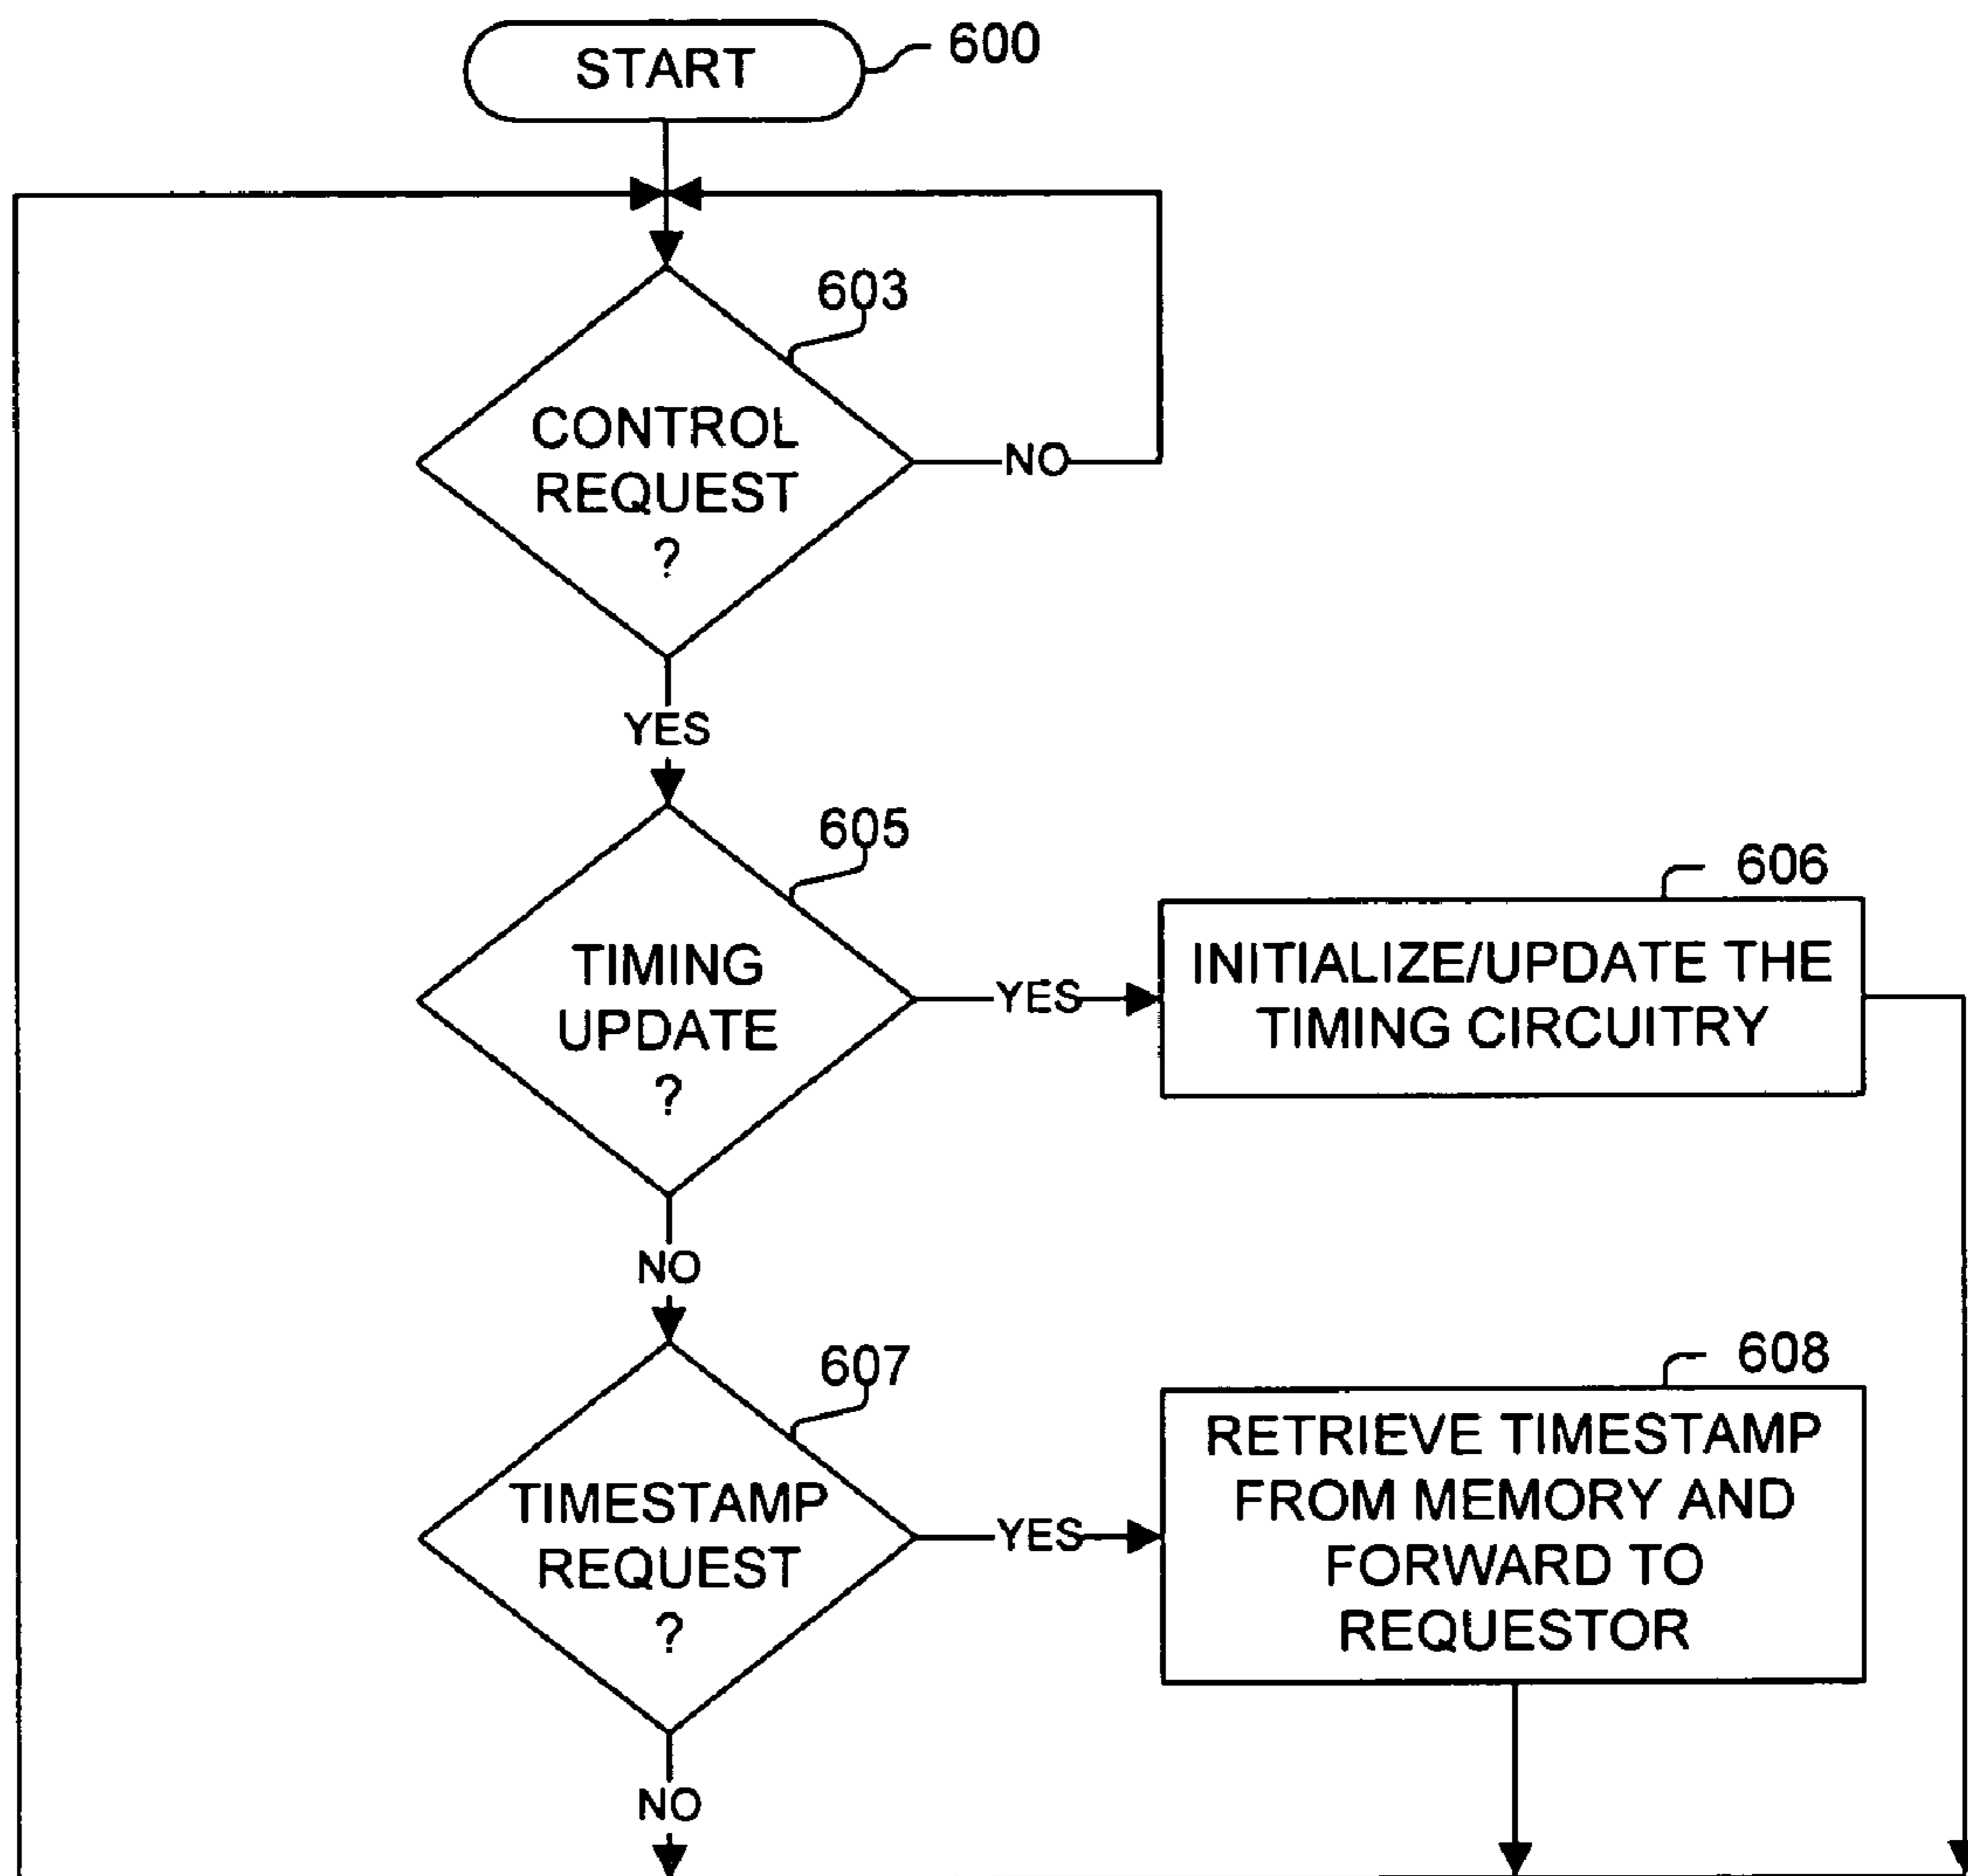 START
600
603
CONTROL
REQUEST
?
NO
YES
605
TIMING
UPDATE
?
YES
606
INITIALIZE/UPDATE THE
TIMING CIRCUITRY
NO
607
TIMESTAMP
REQUEST
?
YES
608
RETRIEVE TIMESTAMP
FROM MEMORY AND
FORWARD TO
REQUESTOR
NO